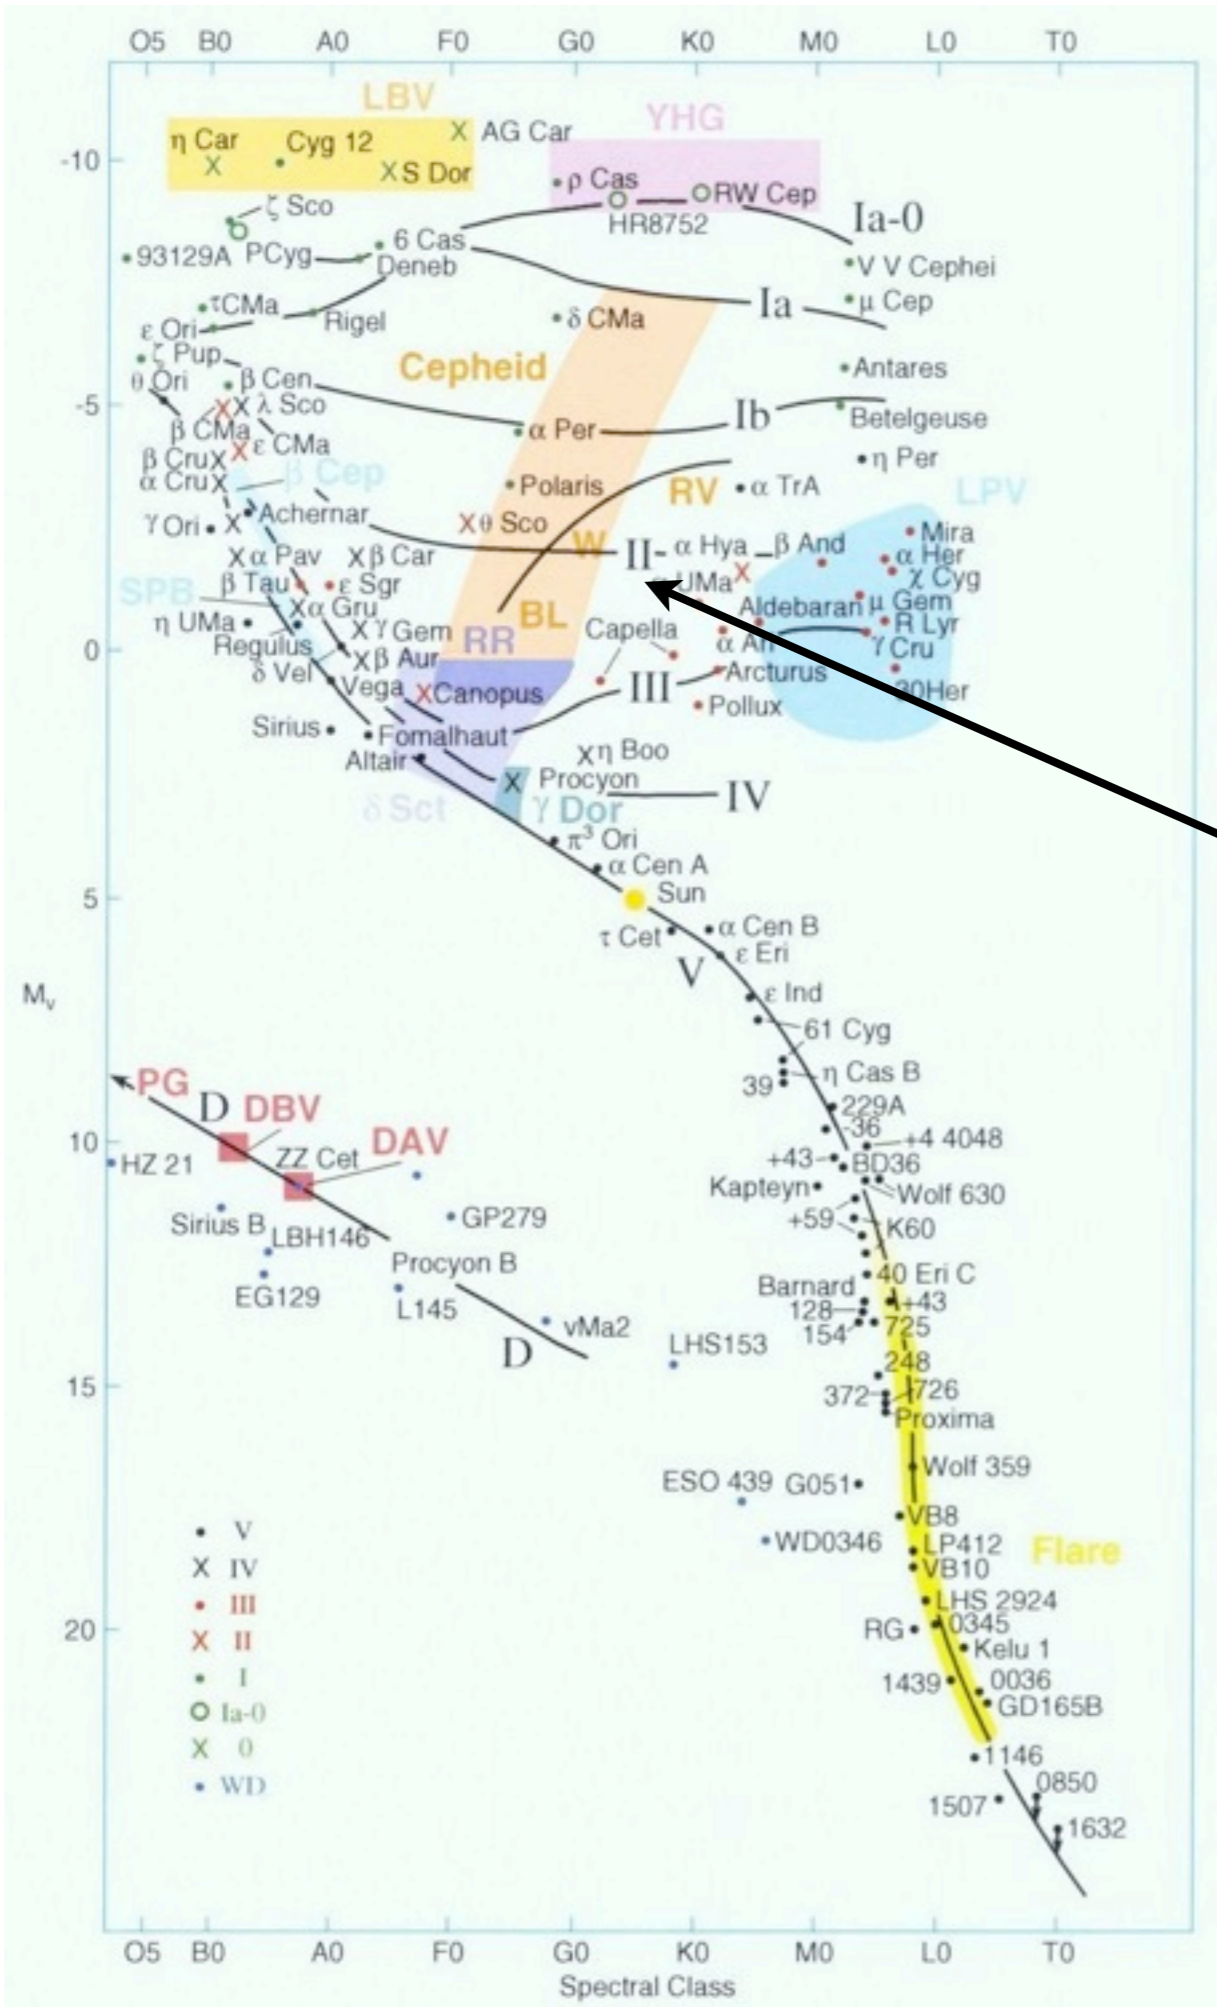 O5 B0 A0 F0 G0 K0 M0 L0 T0
LBV
YHG
-10
η Car
Cyg 12
AG Car
S Dor
ρ Cas
RW Cep
HR8752
Ia-0
ζ Sco
93129A
PCyg
6 Cas
Deneb
V V Cephei
τCMa
Rigel
Ia
μ Cep
ε Ori
δ CMa
ζ Pup
Cepheid
Antares
θ Ori
β Cen
-5
λ Sco
Ib
Betelgeuse
β CMa
ε CMa
α Per
β Cru
η Per
α Cru
β Cep
Polaris
RV
α TrA
LPV
γ Ori
Achernar
θ Sco
W
Mira
α Pav
β Car
II
α Hya
β And
α Her
SPB
β Tau
ε Sgr
UMa
χ Cyg
α Gru
Aldebaran
μ Gem
η UMa
γ Gem
BL
Capella
R Lyr
0
Regulus
RR
α Ari
γ Cru
δ Vel
β Aur
Arcturus
Vega
Canopus
III
30Her
Pollux
Sirius
Fomalhaut
Altair
η Boo
Procyon
IV
δ Sct
γ Dor
π³ Ori
α Cen A
5
Sun
τ Cet
α Cen B
ε Eri
V
Mv
ε Ind
61 Cyg
39
η Cas B
PG
D
DBV
229A
-36
DAV
10
+4 4048
HZ 21
ZZ Cet
+43
BD36
Kapteyn
Wolf 630
Sirius B
GP279
+59
K60
LBH146
Procyon B
40 Eri C
EG129
L145
Barnard
+43
128
vMa2
154
725
D
LHS153
248
15
372
726
Proxima
Wolf 359
ESO 439
G051
VB8
WD0346
LP412
Flare
VB10
V
IV
III
II
I
Ia-0
0
WD
LHS 2924
20
RG
0345
Kelu 1
1439
0036
GD165B
1146
0850
1507
1632
O5 B0 A0 F0 G0 K0 M0 L0 T0
Spectral Class